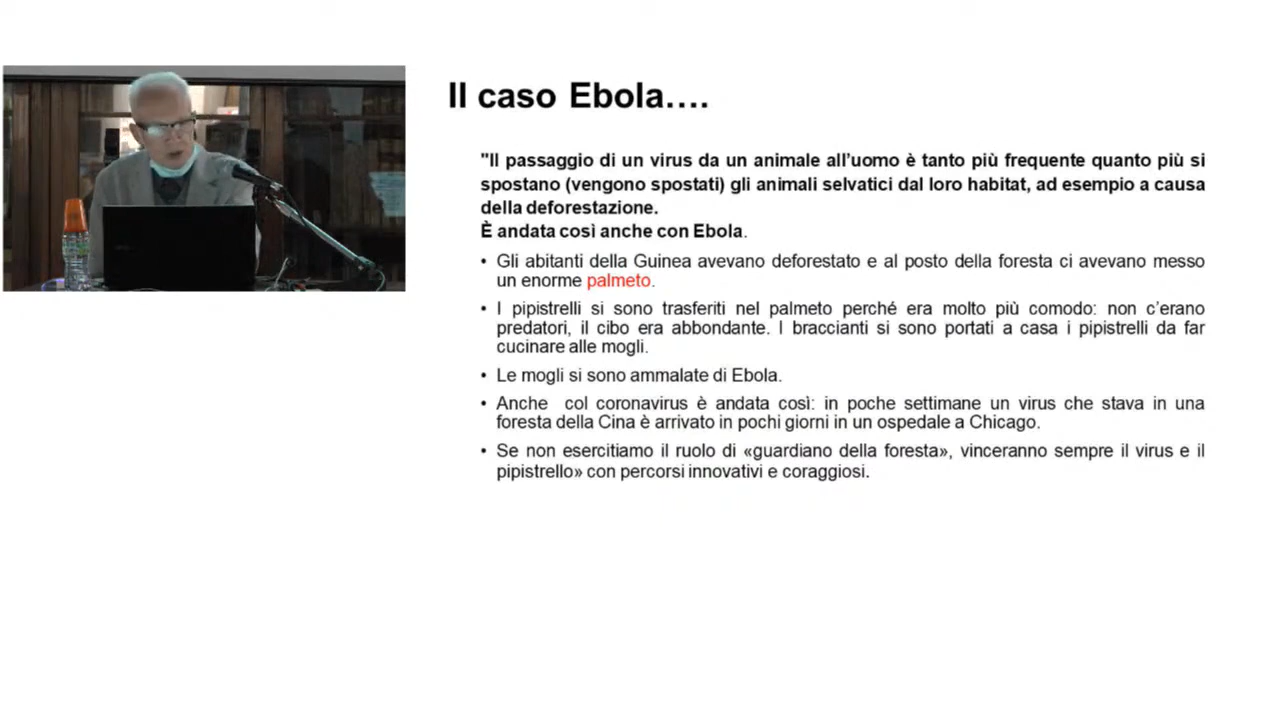 Il caso Ebola….
"Il passaggio di un virus da un animale all’uomo è tanto più frequente quanto più si
spostano (vengono spostati) gli animali selvatici dal loro habitat, ad esempio a causa
della deforestazione.
È andata così anche con Ebola.
• Gli abitanti della Guinea avevano deforestato e al posto della foresta ci avevano messo
un enorme palmeto.
• I pipistrelli si sono trasferiti nel palmeto perché era molto più comodo: non c’erano
predatori, il cibo era abbondante. I braccianti si sono portati a casa i pipistrelli da far
cucinare alle mogli.
• Le mogli si sono ammalate di Ebola.
• Anche  col coronavirus è andata così: in poche settimane un virus che stava in una
foresta della Cina è arrivato in pochi giorni in un ospedale a Chicago.
• Se non esercitiamo il ruolo di «guardiano della foresta», vinceranno sempre il virus e il
pipistrello» con percorsi innovativi e coraggiosi.